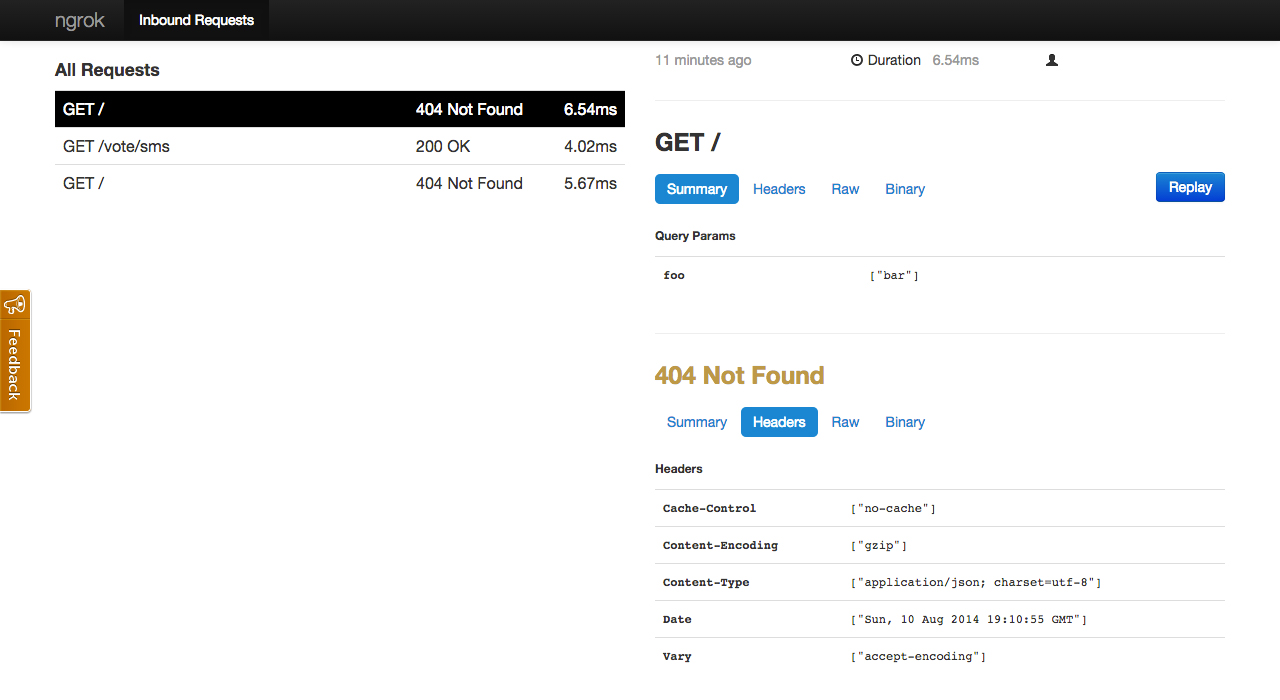 ngrok Inbound Requests
All Requests
GET / 404 Not Found 6.54ms
GET /vote/sms 200 OK 4.02ms
GET / 404 Not Found 5.67ms
Feedback
11 minutes ago Duration 6.54ms
GET /
Summary Headers Raw Binary Replay
Query Params
foo ["bar"]
404 Not Found
Summary Headers Raw Binary
Headers
Cache-Control ["no-cache"]
Content-Encoding ["gzip"]
Content-Type ["application/json; charset=utf-8"]
Date ["Sun, 10 Aug 2014 19:10:55 GMT"]
Vary ["accept-encoding"]